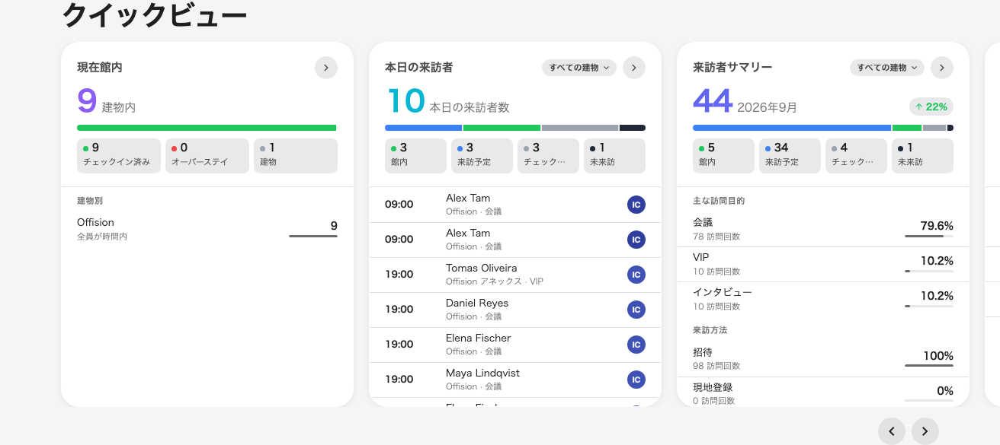 クイックビュー
現在館内
9 建物内
9
チェックイン済み
0
オーバーステイ
1
建物
建物別
Offision
全員が時間内
9
本日の来訪者
すべての建物
10 本日の来訪者数
3
館内
3
来訪予定
3
チェック…
1
未来訪
09:00
Alex Tam
Offision · 会議
IC
09:00
Alex Tam
Offision · 会議
IC
19:00
Tomas Oliveira
Offision アネックス · VIP
IC
19:00
Daniel Reyes
Offision · 会議
IC
19:00
Elena Fischer
Offision · 会議
IC
19:00
Maya Lindqvist
Offision · 会議
IC
来訪者サマリー
すべての建物
44 2026年9月
↑ 22%
5
館内
34
来訪予定
4
チェック…
1
未来訪
主な訪問目的
会議
78 訪問回数
79.6%
VIP
10 訪問回数
10.2%
インタビュー
10 訪問回数
10.2%
来訪方法
招待
98 訪問回数
100%
現地登録
0 訪問回数
0%